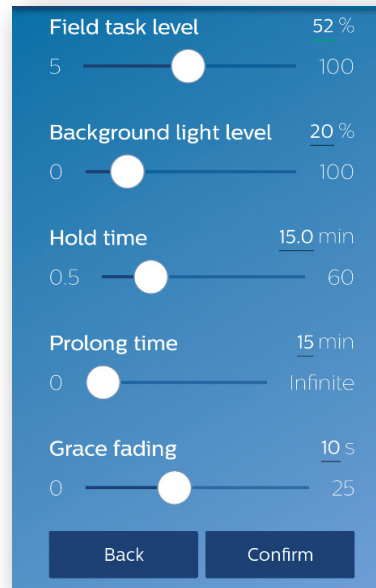 Field task level 52 %
5 100
Background light level 20 %
0 100
Hold time 15.0 min
0.5 60
Prolong time 15 min
0 Infinite
Grace fading 10 s
0 25
Back Confirm